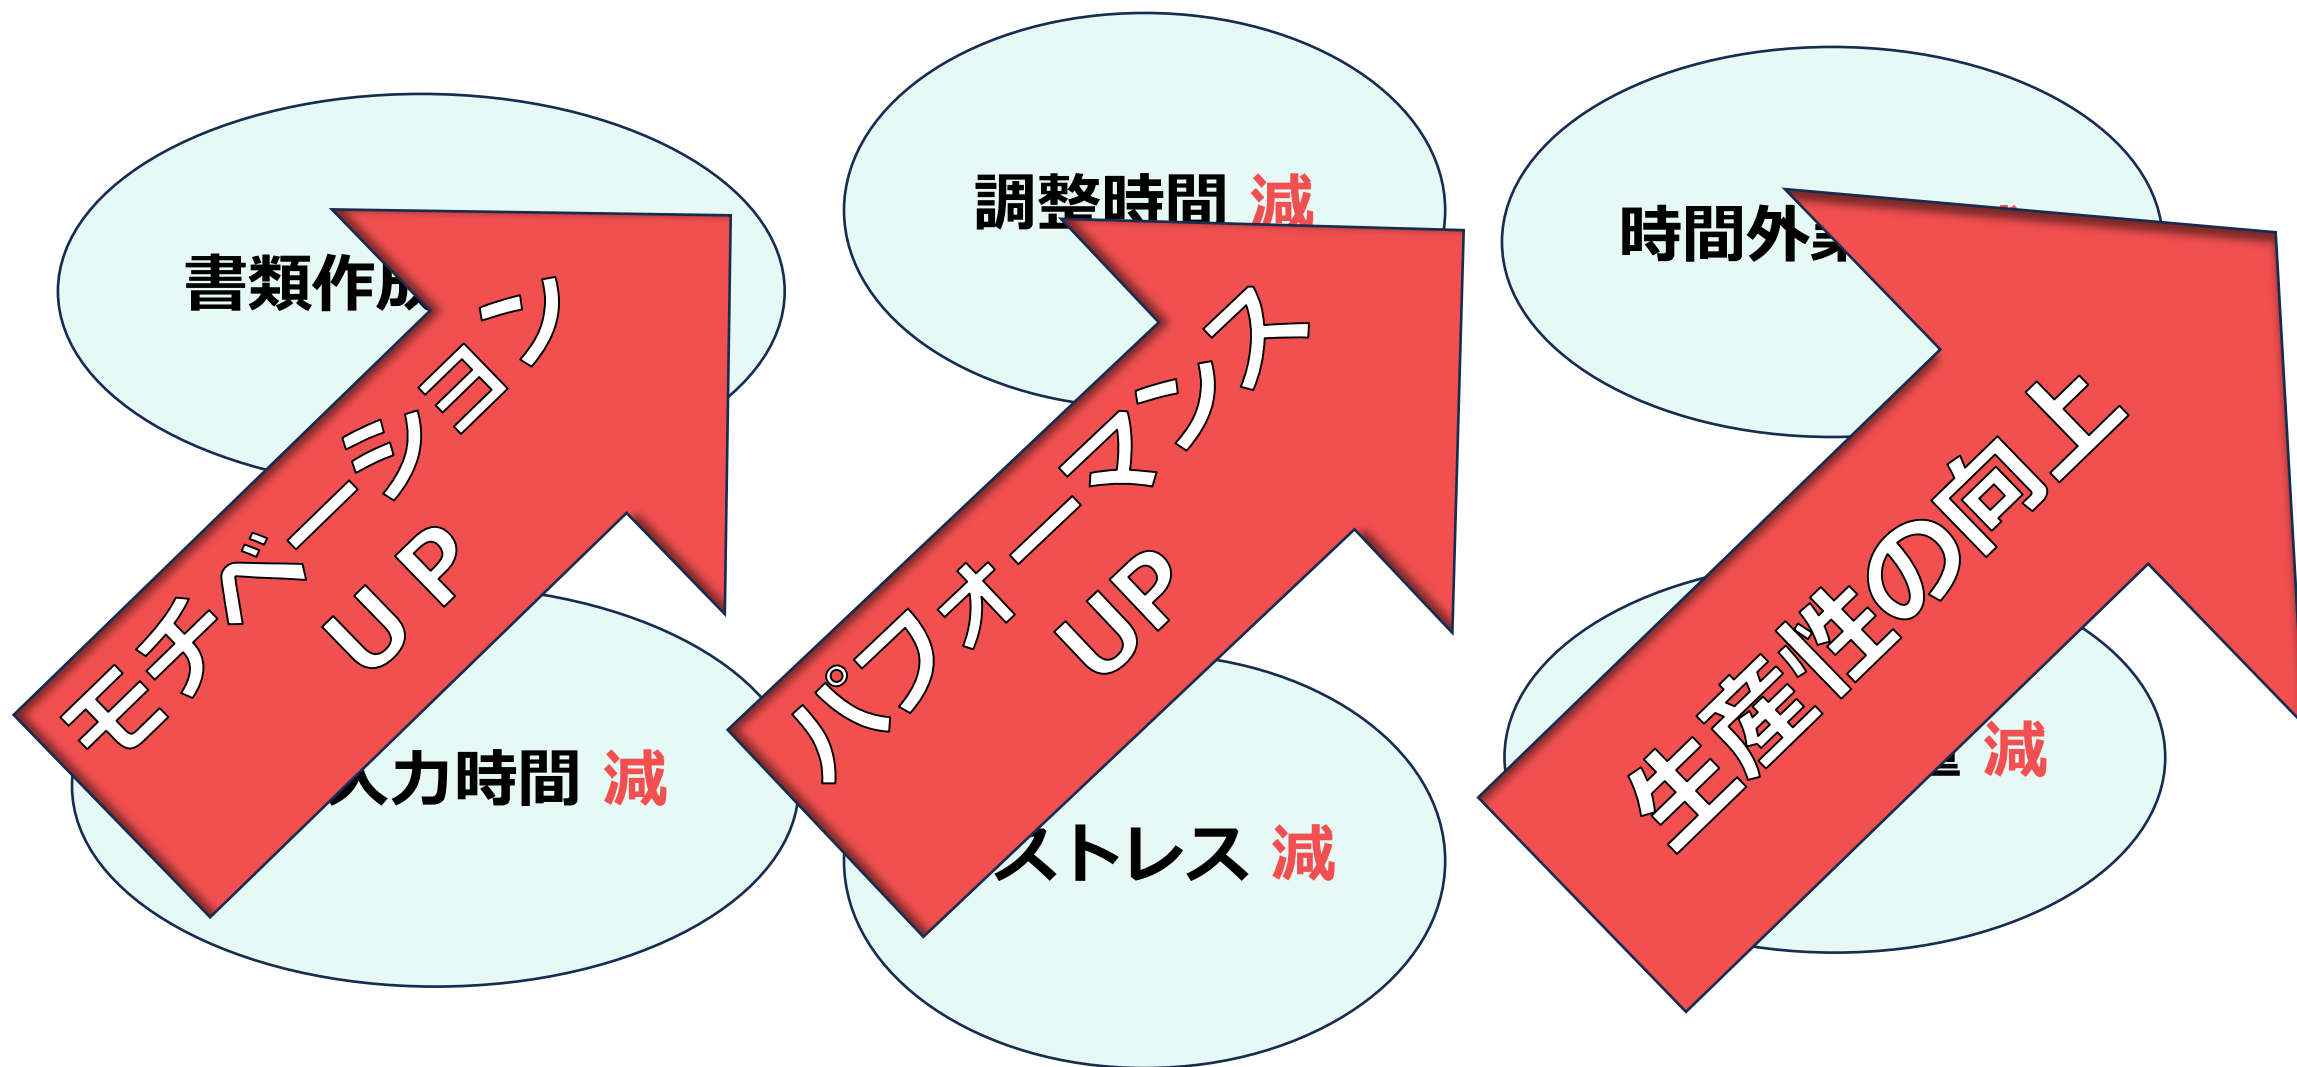 書類作成
モチベーション
UP
入力時間 減
調整時間 減
パフォーマンス
UP
ストレス 減
時間外業
生産性の向上
減